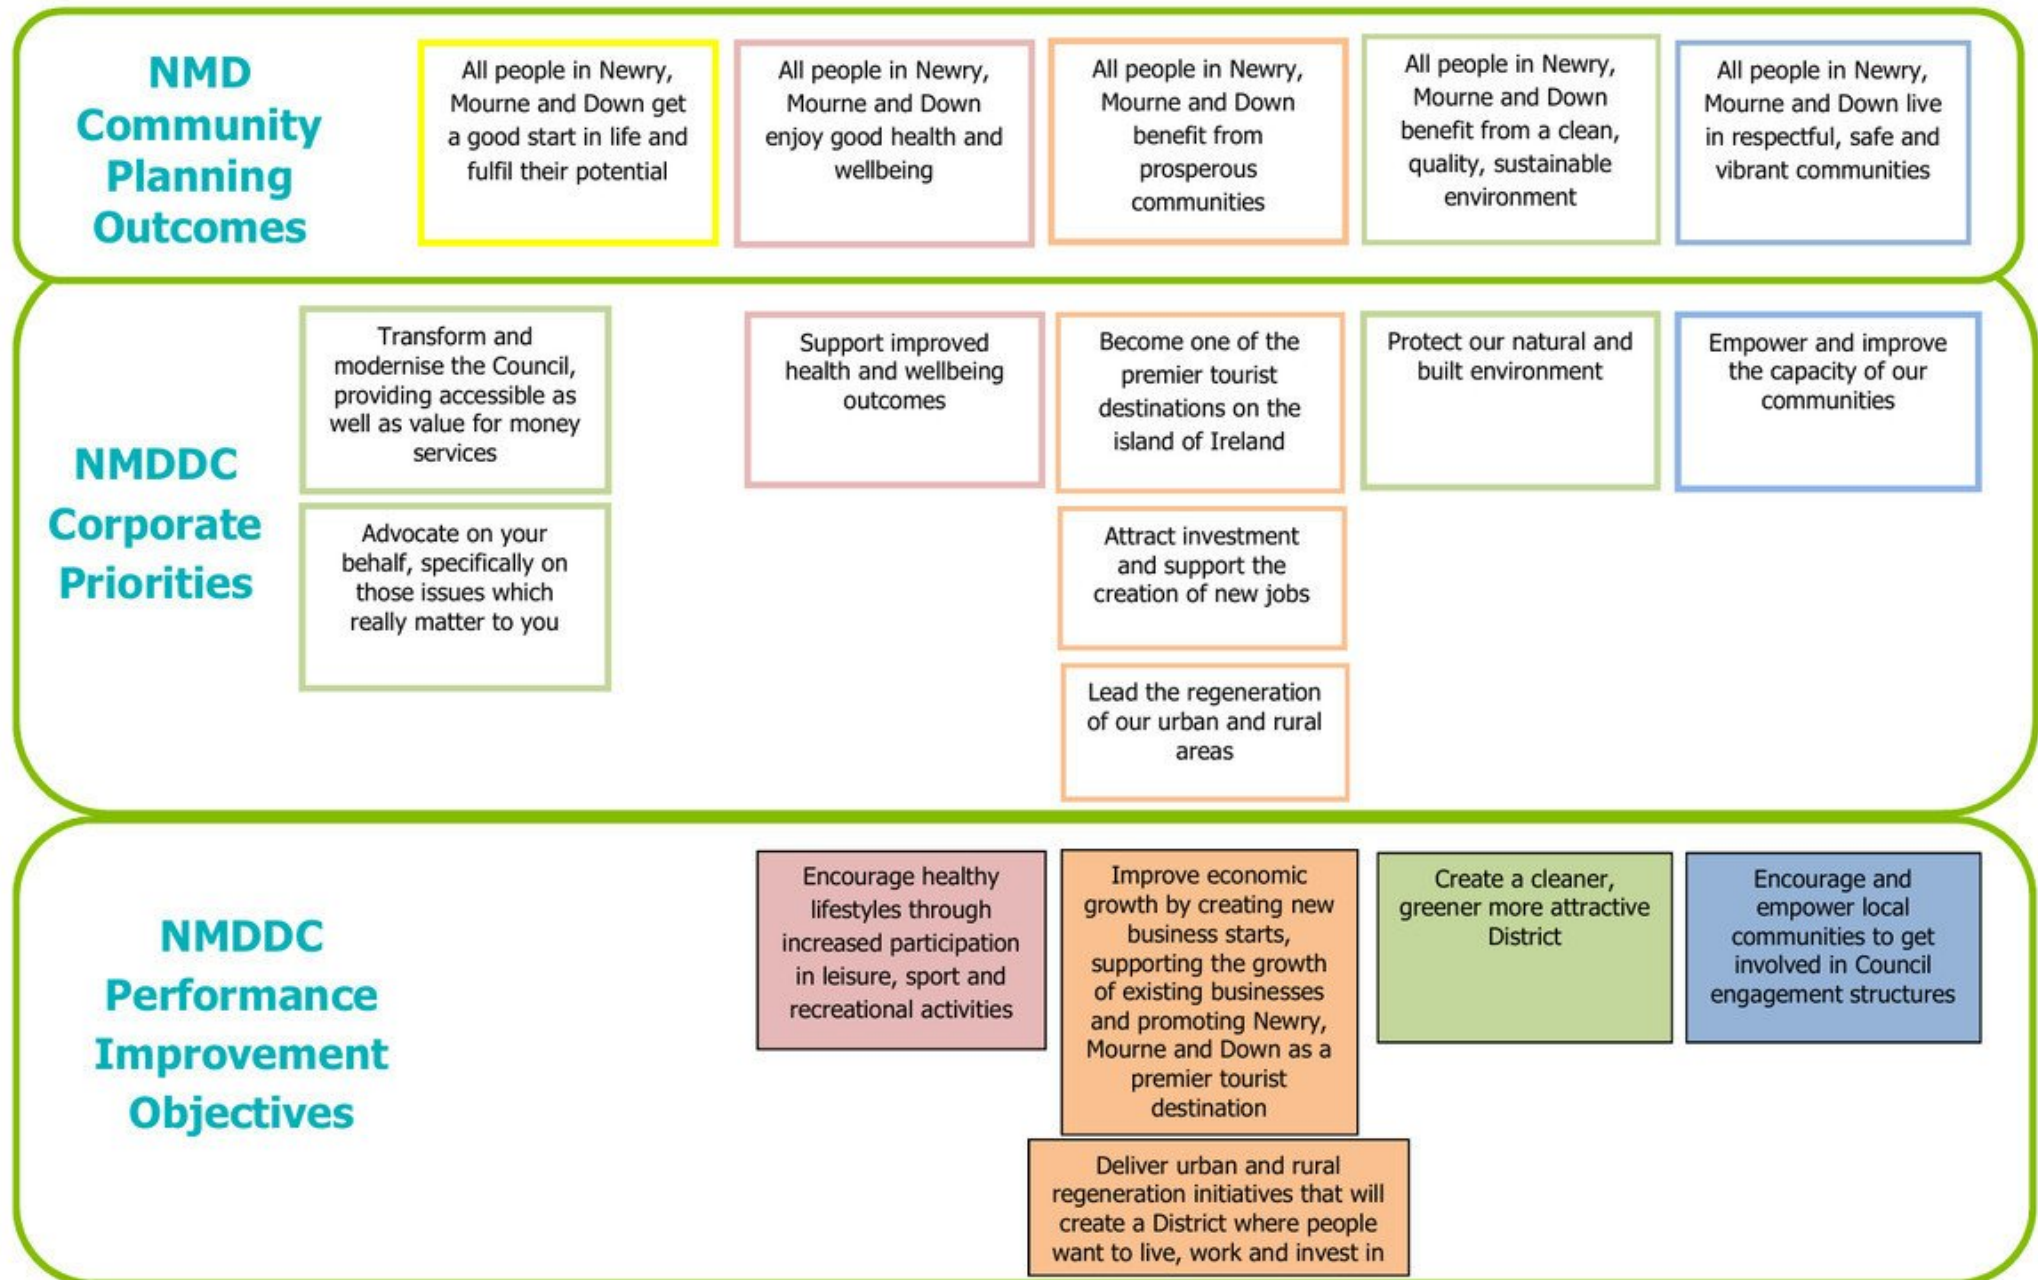 NMD
Community
Planning
Outcomes
All people in Newry,
Mourne and Down get
a good start in life and
fulfil their potential
All people in Newry,
Mourne and Down
enjoy good health and
wellbeing
All people in Newry,
Mourne and Down
benefit from
prosperous
communities
All people in Newry,
Mourne and Down
benefit from a clean,
quality, sustainable
environment
All people in Newry,
Mourne and Down live
in respectful, safe and
vibrant communities
NMDDC
Corporate
Priorities
Transform and
modernise the Council,
providing accessible as
well as value for money
services
Advocate on your
behalf, specifically on
those issues which
really matter to you
Support improved
health and wellbeing
outcomes
Become one of the
premier tourist
destinations on the
island of Ireland
Attract investment
and support the
creation of new jobs
Lead the regeneration
of our urban and rural
areas
Protect our natural and
built environment
Empower and improve
the capacity of our
communities
NMDDC
Performance
Improvement
Objectives
Encourage healthy
lifestyles through
increased participation
in leisure, sport and
recreational activities
Improve economic
growth by creating new
business starts,
supporting the growth
of existing businesses
and promoting Newry,
Mourne and Down as a
premier tourist
destination
Deliver urban and rural
regeneration initiatives that will
create a District where people
want to live, work and invest in
Create a cleaner,
greener more attractive
District
Encourage and
empower local
communities to get
involved in Council
engagement structures